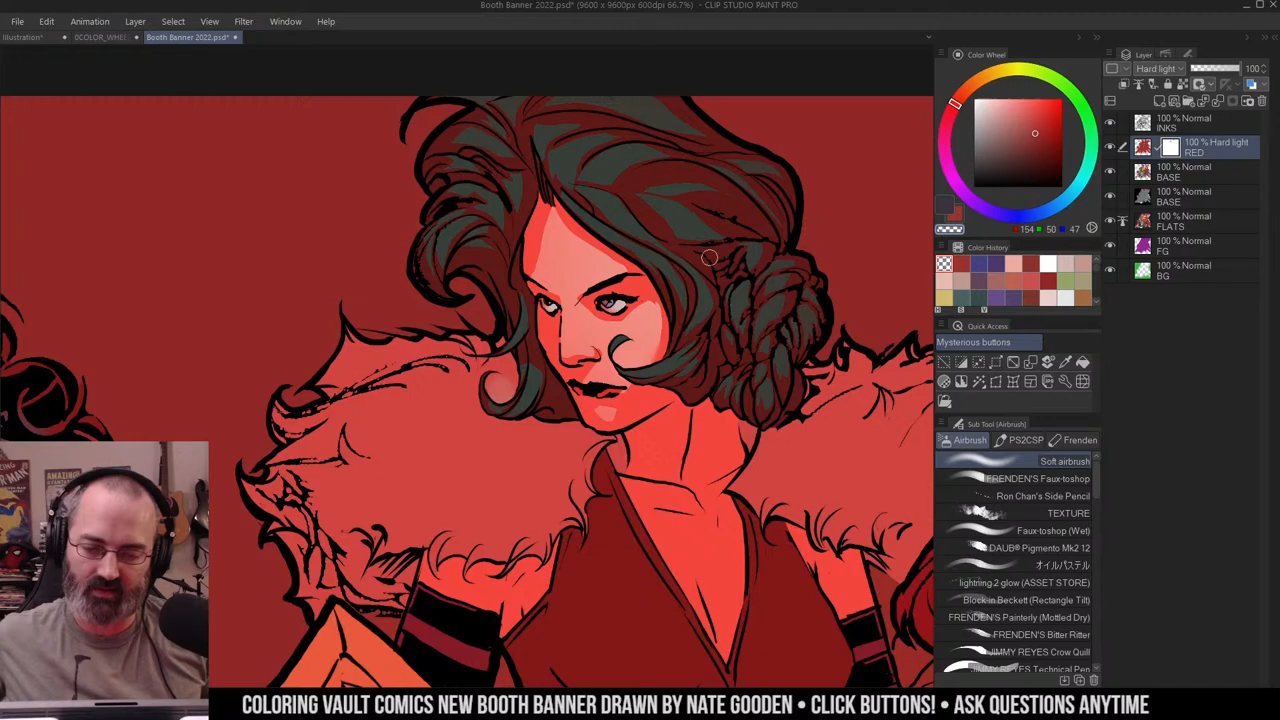 Booth Banner 2022.psd* (9600 x 9600px 600dpi 66.7%) - CLIP STUDIO PAINT PRO
File Edit Animation Layer Select View Filter Window Help
Illustration* 0COLOR_WHEE Booth Banner 2022.psd*
Color Wheel
154 50 47
Color History
H S V
Quick Access
Mysterious buttons
Sub Tool (Airbrush)
Airbrush PS2CSP Frenden
Soft airbrush
FRENDEN'S Faux-toshop
Ron Chan's Side Pencil
TEXTURE
Faux-toshop (Wet)
DAUB® Pigmento Mk2 12
オイルパステル
lightning 2 glow (ASSET STORE)
Block-in Beckett (Rectangle Tilt)
FRENDEN'S Painterly (Mottled Dry)
FRENDEN'S Bitter Ritter
JIMMY REYES Crow Quill
JIMMY REYES Technical Pen
Layer
Hard light 100
100 % Normal
INKS
100 % Hard light
RED
100 % Normal
BASE
100 % Normal
BASE
100 % Normal
FLATS
100 % Normal
FG
100 % Normal
BG
COLORING VAULT COMICS NEW BOOTH BANNER DRAWN BY NATE GOODEN • CLICK BUTTONS! • ASK QUESTIONS ANYTIME